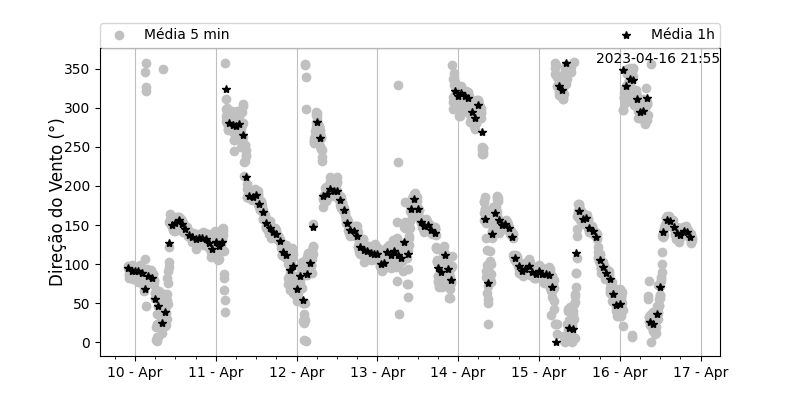 Média 5 min
Média 1h
2023-04-16 21:55
Direção do Vento (°)
350
300
250
200
150
100
50
0
10 - Apr
11 - Apr
12 - Apr
13 - Apr
14 - Apr
15 - Apr
16 - Apr
17 - Apr